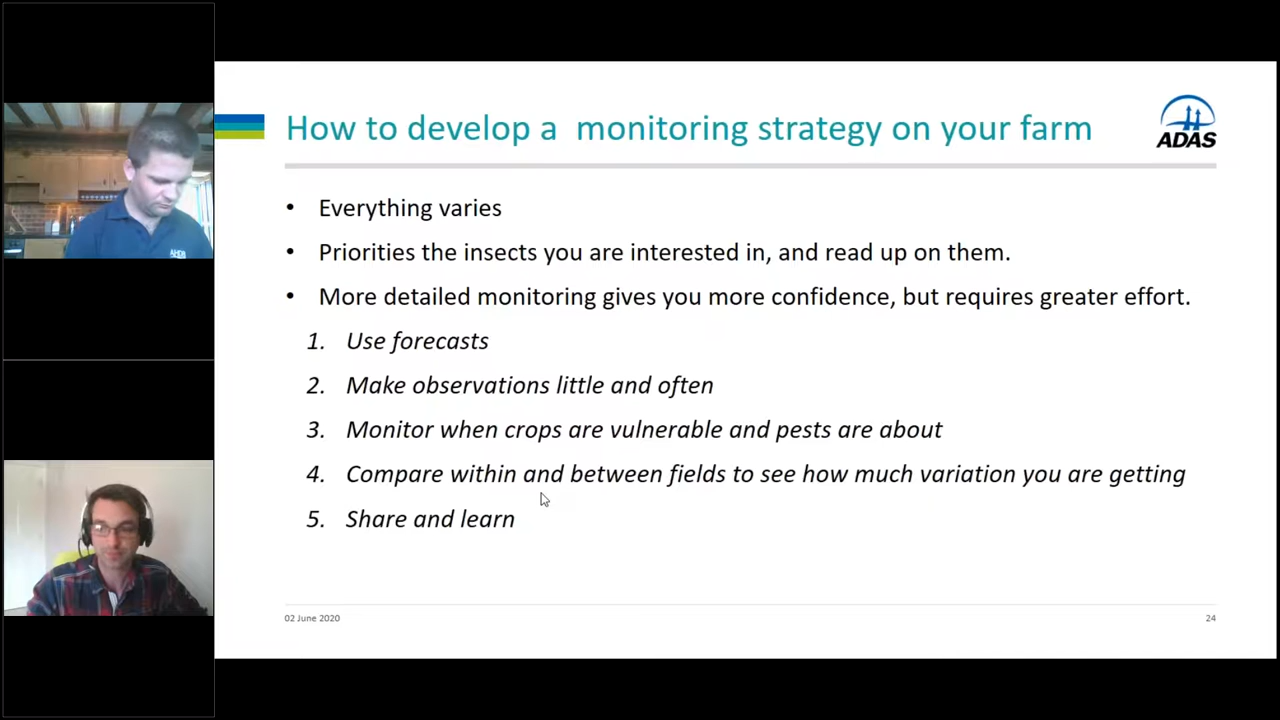 How to develop a  monitoring strategy on your farm
ADAS
• Everything varies
• Priorities the insects you are interested in, and read up on them.
• More detailed monitoring gives you more confidence, but requires greater effort.
1. Use forecasts
2. Make observations little and often
3. Monitor when crops are vulnerable and pests are about
4. Compare within and between fields to see how much variation you are getting
5. Share and learn
02 June 2020
24
AHDB